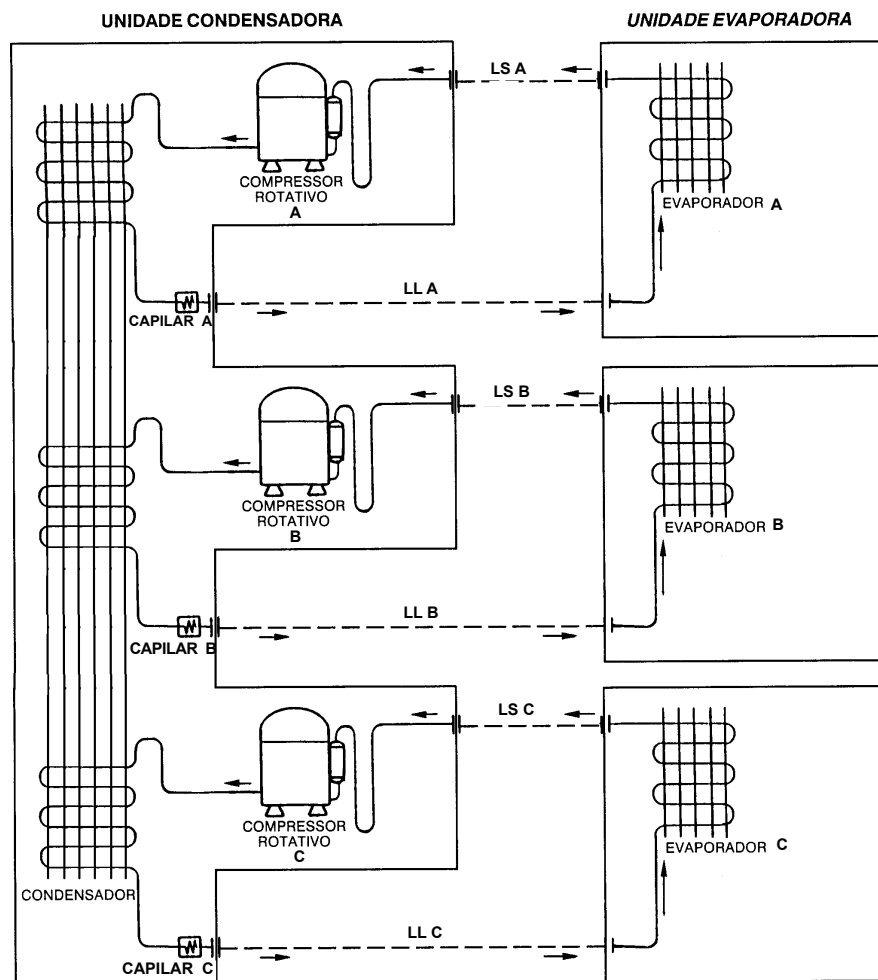 UNIDADE CONDENSADORA
UNIDADE EVAPORADORA
LS A
COMPRESSOR
ROTATIVO
A
EVAPORADOR A
LL A
CAPILAR A
LS B
COMPRESSOR
ROTATIVO
B
EVAPORADOR B
LL B
CAPILAR B
LS C
COMPRESSOR
ROTATIVO
C
EVAPORADOR C
CONDENSADOR
LL C
CAPILAR C